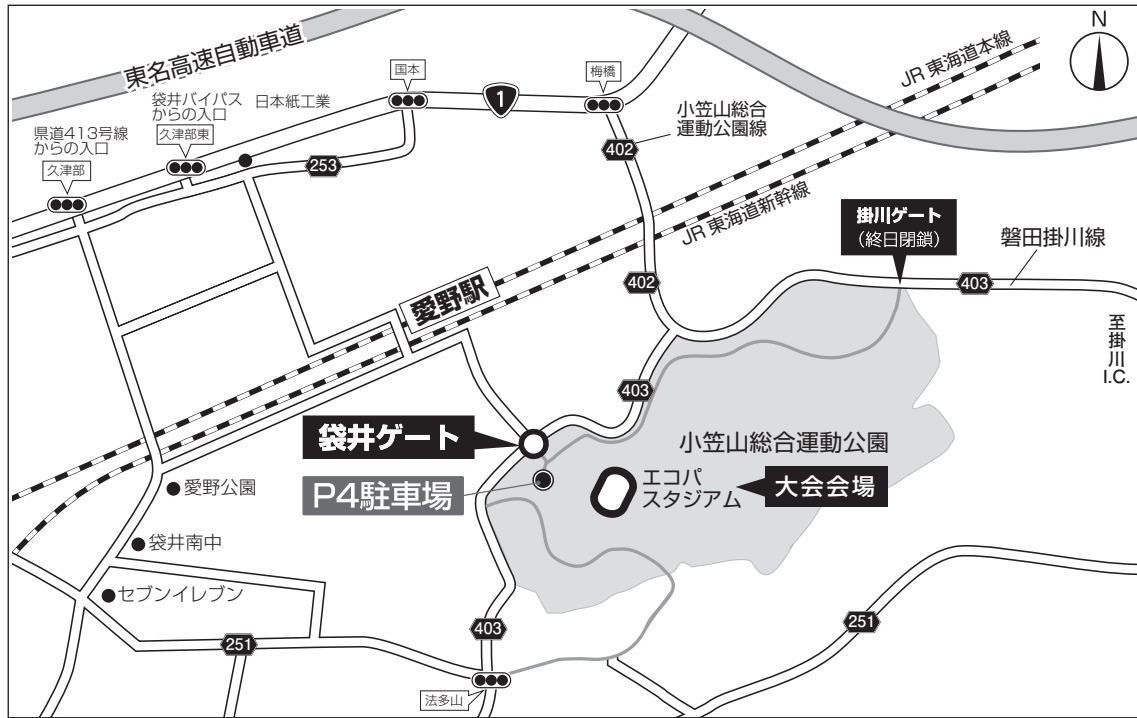 N
東名高速自動車道
国本
梅橋
JR 東海道本線
袋井バイパス
からの入口
日本紙工業
1
小笠山総合
運動公園線
県道413号線
からの入口
久津部東
402
久津部
253
JR 東海道新幹線
掛川ゲート
(終日閉鎖)
磐田掛川線
愛野駅
402
403
至掛川I.C.
403
袋井ゲート
小笠山総合運動公園
P4駐車場
エコパ
スタジアム
大会会場
愛野公園
袋井南中
セブンイレブン
403
251
251
法多山